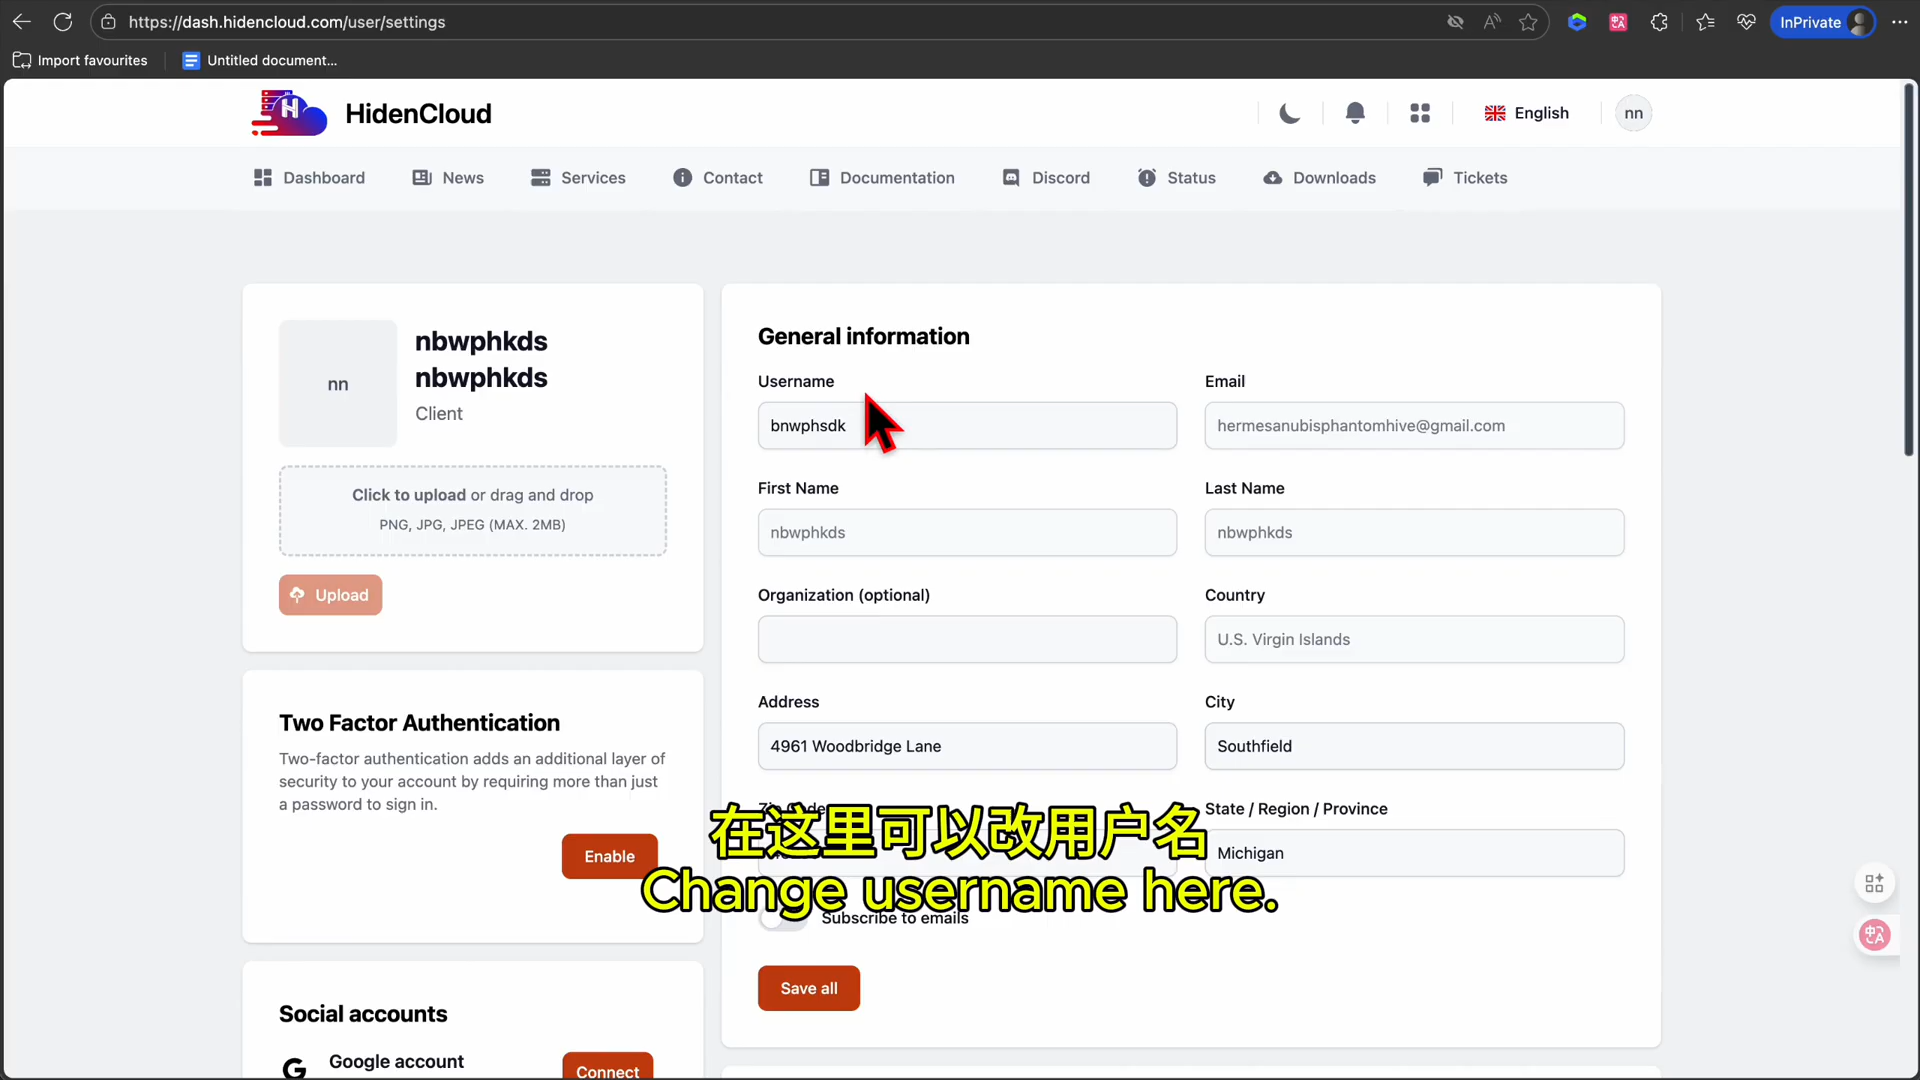 https://dash.hidencloud.com/user/settings
InPrivate
Import favourites
Untitled document...
HidenCloud
English
nn
Dashboard
News
Services
Contact
Documentation
Discord
Status
Downloads
Tickets
nn
nbwphkds
nbwphkds
Client
Click to upload or drag and drop
PNG, JPG, JPEG (MAX. 2MB)
Upload
Two Factor Authentication
Two-factor authentication adds an additional layer of
security to your account by requiring more than just
a password to sign in.
Enable
Social accounts
Google account
Connect
General information
Username
Email
bnwphsdk
hermesanubisphantomhive@gmail.com
First Name
Last Name
nbwphkds
nbwphkds
Organization (optional)
Country
U.S. Virgin Islands
Address
City
4961 Woodbridge Lane
Southfield
State / Region / Province
Michigan
Subscribe to emails
Save all
在这里可以改用户名
Change username here.